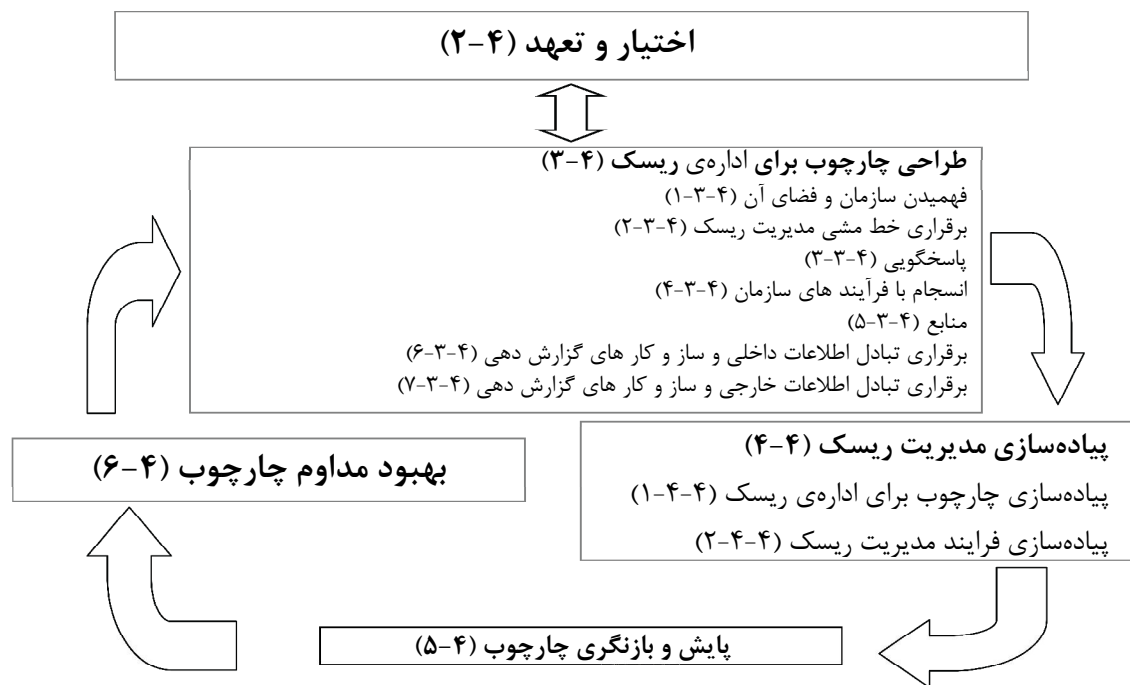 اختیار و تعهد (۴-۲)
طراحی چارچوب برای اداره‌ی ریسک (۴-۳)
فهمیدن سازمان و فضای آن (۴-۳-۱)
برقراری خط مشی مدیریت ریسک (۴-۳-۲)
پاسخگویی (۴-۳-۳)
انسجام با فرآیند های سازمان (۴-۳-۴)
منابع (۴-۳-۵)
برقراری تبادل اطلاعات داخلی و ساز و کار های گزارش دهی (۴-۳-۶)
برقراری تبادل اطلاعات خارجی و ساز و کار های گزارش دهی (۴-۳-۷)
پیاده‌سازی مدیریت ریسک (۴-۴)
پیاده‌سازی چارچوب برای اداره‌ی ریسک (۴-۴-۱)
پیاده‌سازی فرایند مدیریت ریسک (۴-۴-۲)
پایش و بازنگری چارچوب (۴-۵)
بهبود مداوم چارچوب (۴-۶)